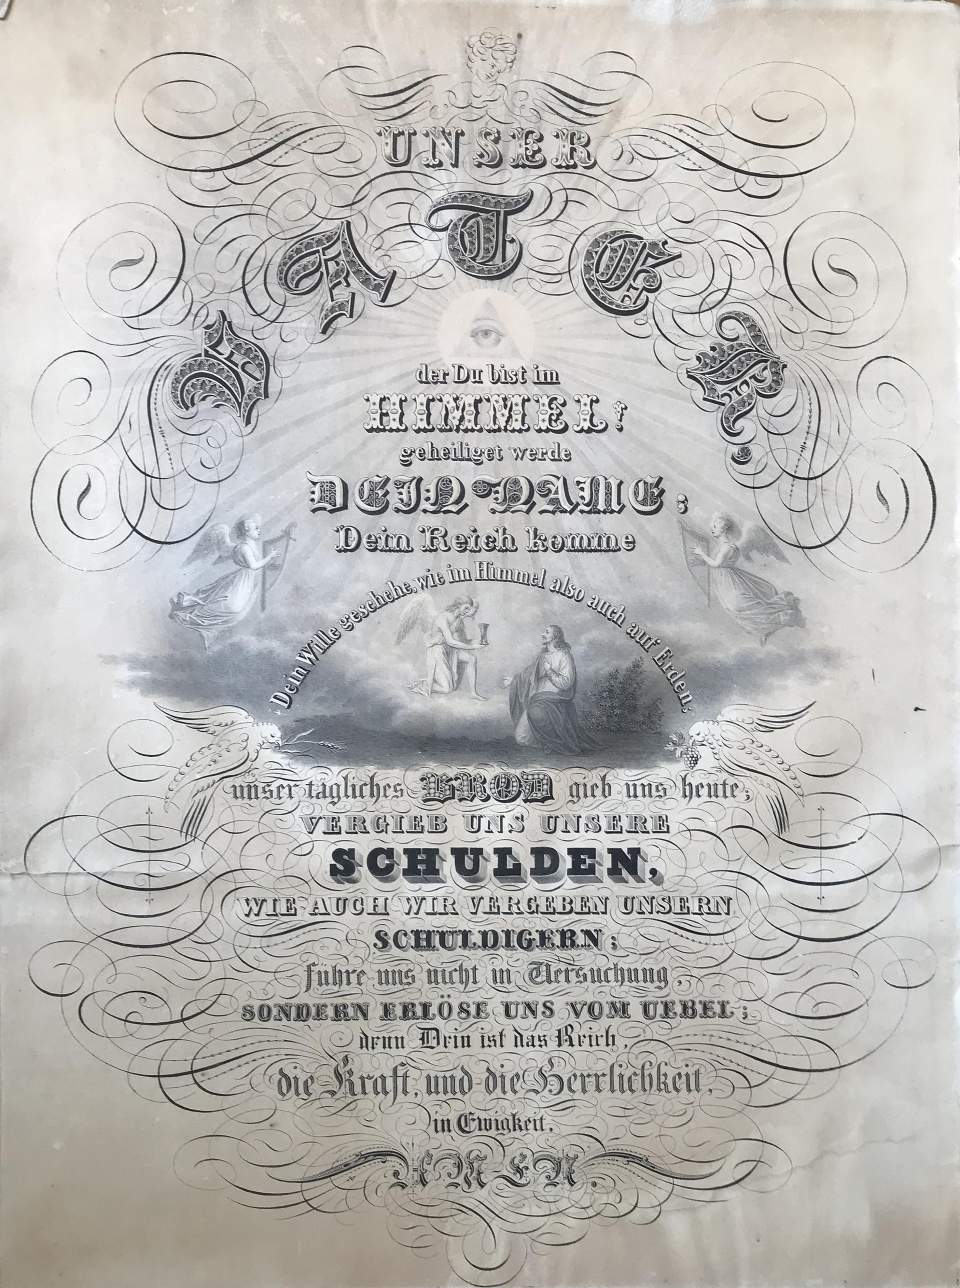 UNSER
VATER,
der Du bist im
HIMMEL!
geheiliget werde
DEIN NAME;
Dein Reich komme
Dein Wille geschehe, wie im Himmel also auch auf Erden;
unser tägliches BROD gieb uns heute;
VERGIEB UNS UNSERE
SCHULDEN,
WIE AUCH WIR VERGEBEN UNSERN
SCHULDIGERN;
führe uns nicht in Versuchung,
SONDERN ERLÖSE UNS VOM UEBEL;
denn Dein ist das Reich,
die Kraft, und die Herrlichkeit,
in Ewigkeit.
AMEN.